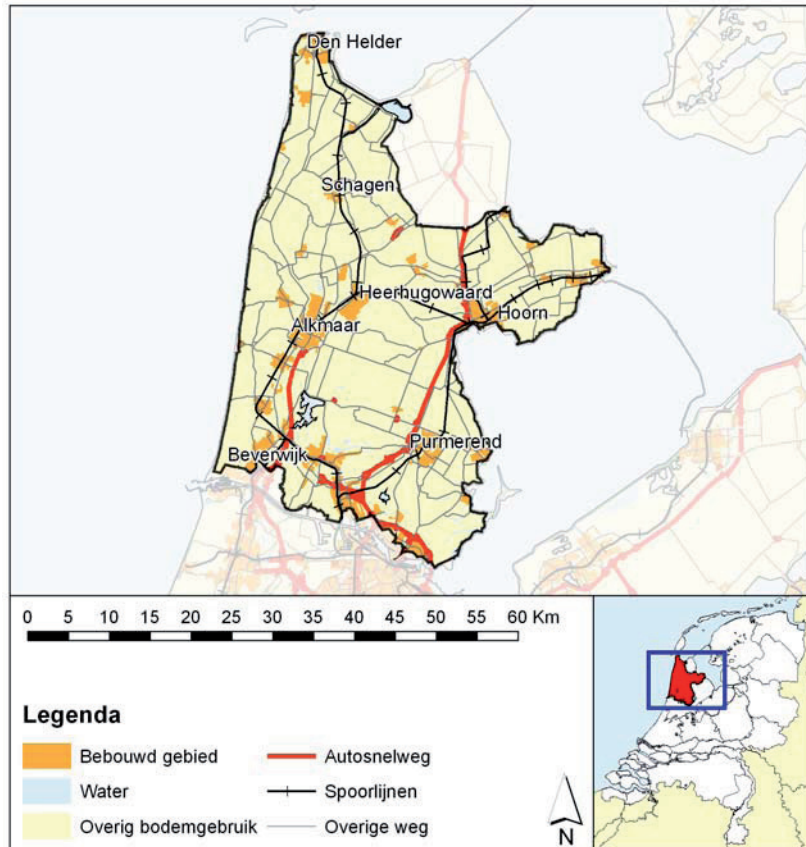 Den Helder
Schagen
Heerhugowaard
Hoorn
Alkmaar
Beverwijk
Purmerend
0 5 10 15 20 25 30 35 40 45 50 55 60 Km
Legenda
Bebouwd gebied
Autosnelweg
Water
Spoorlijnen
Overig bodemgebruik
Overige weg
N